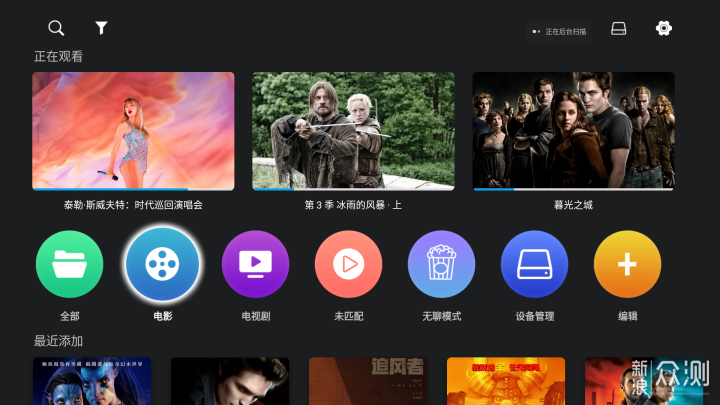 正在后台扫描
正在观看
泰勒·斯威夫特：时代巡回演唱会
第 3 季 冰雨的风暴 · 上
暮光之城
全部
电影
电视剧
未匹配
无聊模式
设备管理
编辑
最近添加
追风者
新浪众测